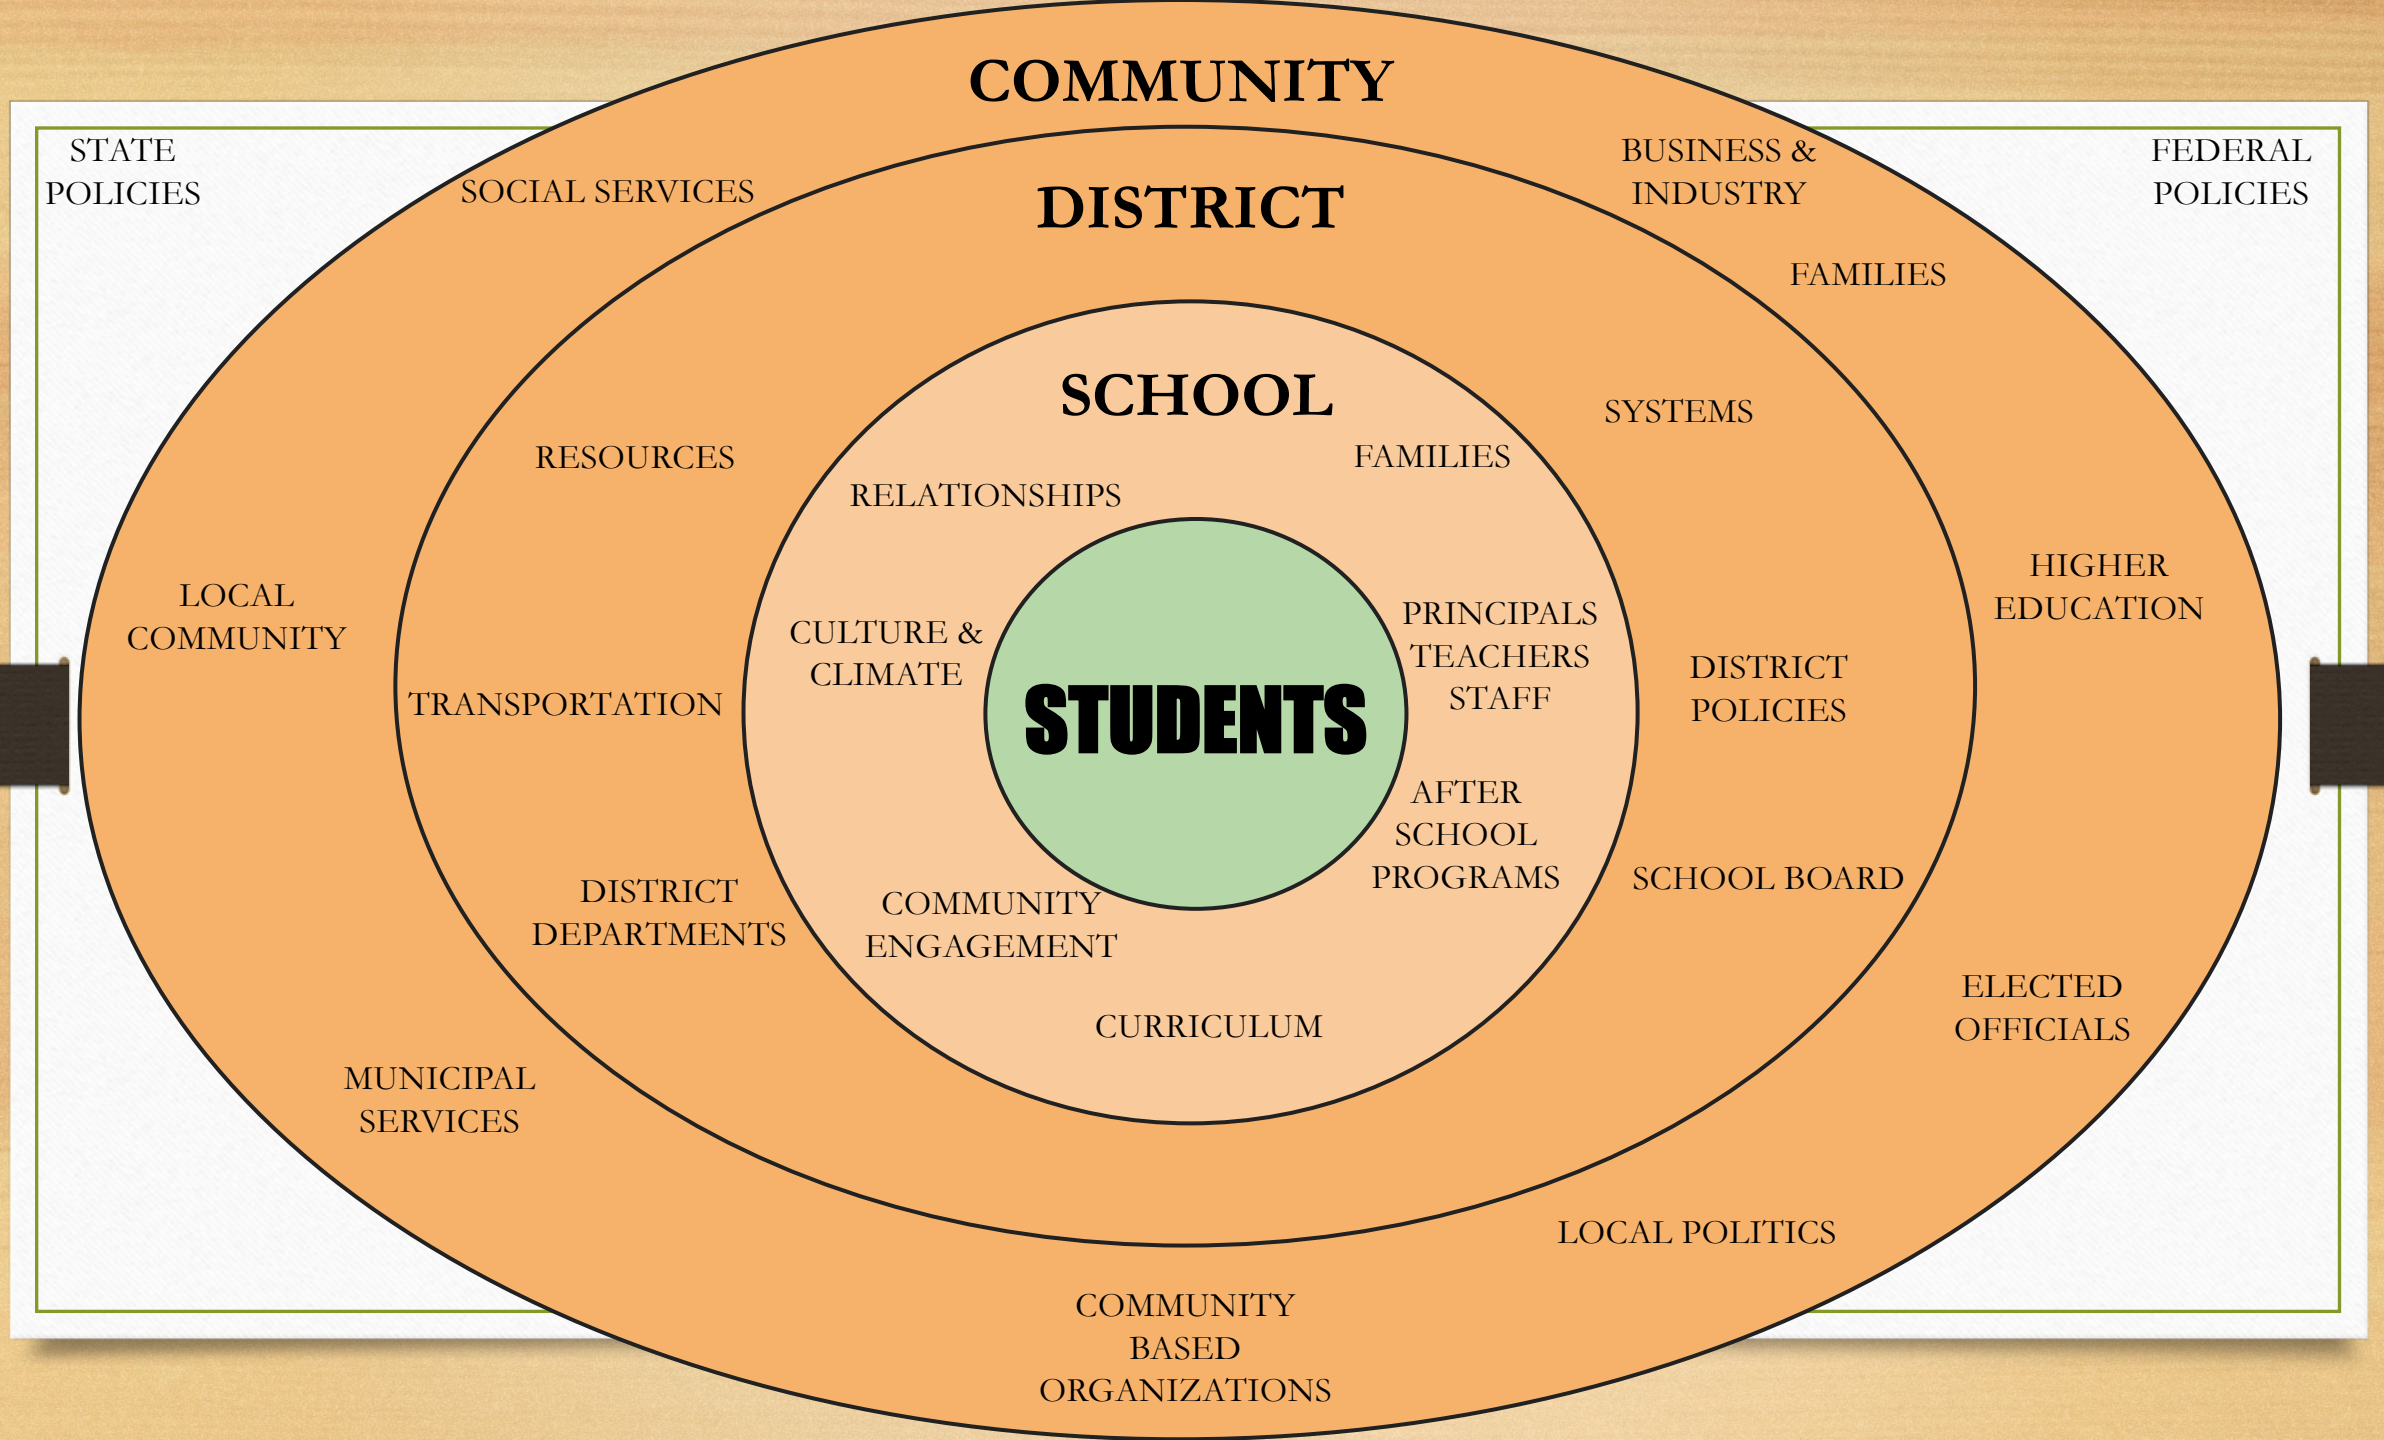 COMMUNITY
STATE
POLICIES
SOCIAL SERVICES
BUSINESS &
INDUSTRY
FEDERAL
POLICIES
DISTRICT
FAMILIES
SCHOOL
SYSTEMS
RESOURCES
FAMILIES
RELATIONSHIPS
LOCAL
COMMUNITY
HIGHER
EDUCATION
CULTURE &
CLIMATE
PRINCIPALS
TEACHERS
STAFF
TRANSPORTATION
STUDENTS
DISTRICT
POLICIES
AFTER
SCHOOL
PROGRAMS
SCHOOL BOARD
DISTRICT
DEPARTMENTS
COMMUNITY
ENGAGEMENT
CURRICULUM
ELECTED
OFFICIALS
MUNICIPAL
SERVICES
LOCAL POLITICS
COMMUNITY
BASED
ORGANIZATIONS